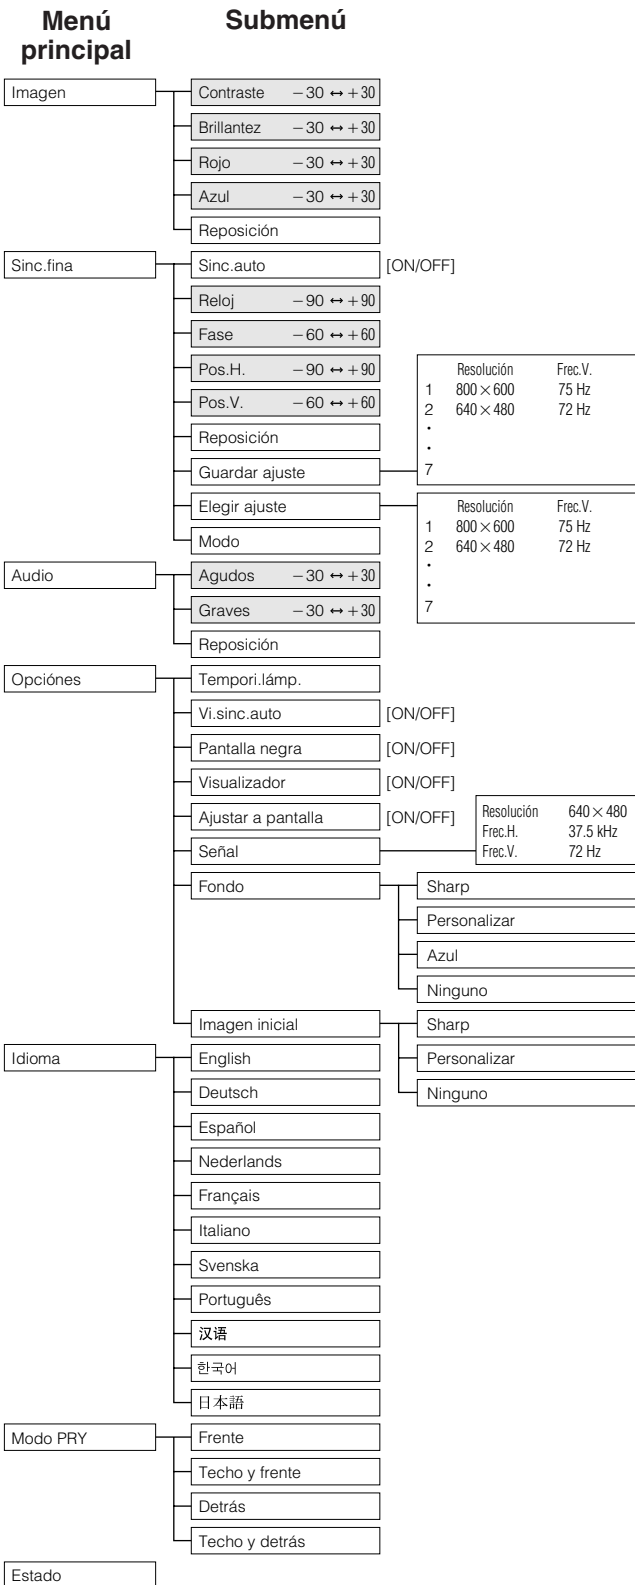 Menú principal
Submenú
Imagen
Contraste −30 ↔ +30
Brillantez −30 ↔ +30
Rojo −30 ↔ +30
Azul −30 ↔ +30
Reposición
Sinc.fina
Sinc.auto [ON/OFF]
Reloj −90 ↔ +90
Fase −60 ↔ +60
Pos.H. −90 ↔ +90
Pos.V. −60 ↔ +60
Reposición
Guardar ajuste
Resolución Frec.V.
1 800 × 600 75 Hz
2 640 × 480 72 Hz
•
•
7
Elegir ajuste
Resolución Frec.V.
1 800 × 600 75 Hz
2 640 × 480 72 Hz
•
•
7
Modo
Audio
Agudos −30 ↔ +30
Graves −30 ↔ +30
Reposición
Opciónes
Tempori.lámp.
Vi.sinc.auto [ON/OFF]
Pantalla negra [ON/OFF]
Visualizador [ON/OFF]
Ajustar a pantalla [ON/OFF]
Señal
Resolución 640 × 480
Frec.H. 37.5 kHz
Frec.V. 72 Hz
Fondo
Sharp
Personalizar
Azul
Ninguno
Imagen inicial
Sharp
Personalizar
Ninguno
Idioma
English
Deutsch
Español
Nederlands
Français
Italiano
Svenska
Português
汉语
한국어
日本語
Modo PRY
Frente
Techo y frente
Detrás
Techo y detrás
Estado